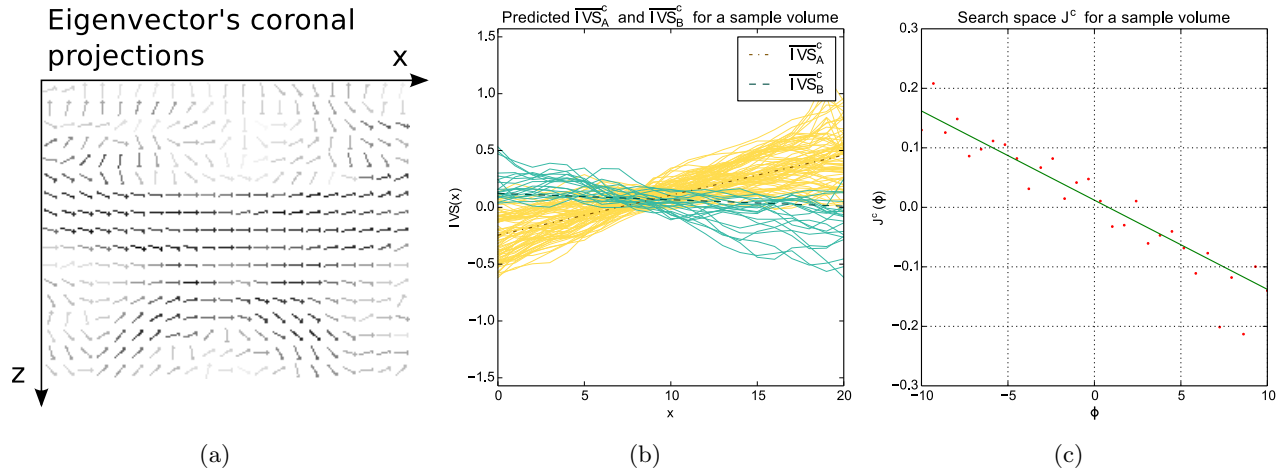 Eigenvector's coronal
projections
x
z
(a)
Predicted IVS_A^c and IVS_B^c for a sample volume
IVS_A^c
IVS_B^c
1.5
1.0
0.5
0.0
−0.5
−1.0
−1.5
IVS(x)
0 5 10 15 20
x
(b)
Search space J^c for a sample volume
0.3
0.2
0.1
0.0
−0.1
−0.2
−0.3
J^c(ϕ)
−10 −5 0 5 10
ϕ
(c)